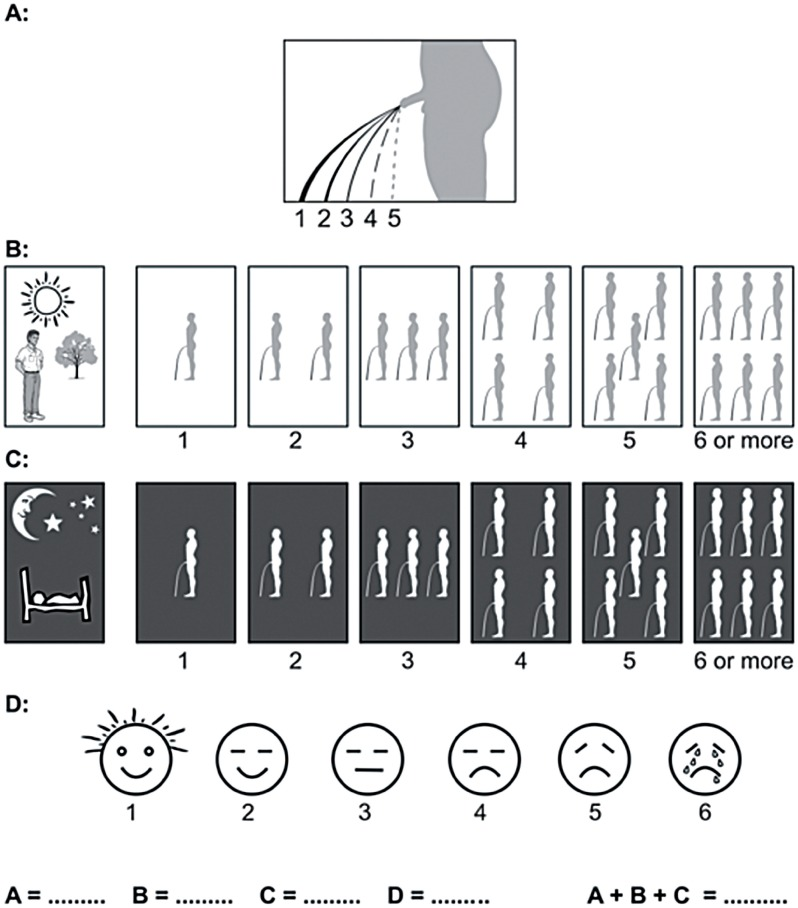 A:
1 2 3 4 5
B:
1 2 3 4 5 6 or more
C:
1 2 3 4 5 6 or more
D:
1 2 3 4 5 6
A = ......... B = ......... C = ......... D = ......... A + B + C = ..........